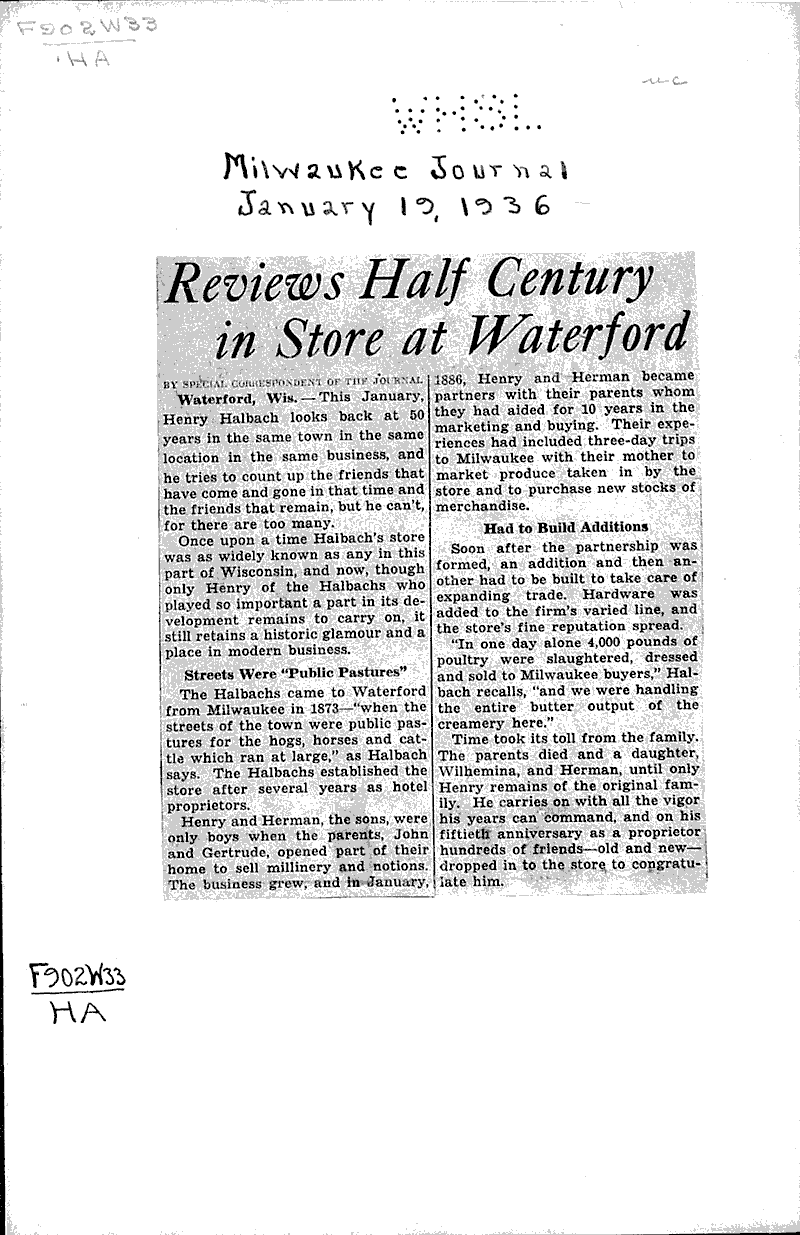 F902W33
HA
mc
WHSL
Milwaukee Journal
January 19, 1936
Reviews Half Century
in Store at Waterford
BY SPECIAL CORRESPONDENT OF THE JOURNAL
Waterford, Wis. — This January,
Henry Halbach looks back at 50
years in the same town in the same
location in the same business, and
he tries to count up the friends that
have come and gone in that time and
the friends that remain, but he can't,
for there are too many.
Once upon a time Halbach's store
was as widely known as any in this
part of Wisconsin, and now, though
only Henry of the Halbachs who
played so important a part in its de-
velopment remains to carry on, it
still retains a historic glamour and a
place in modern business.
Streets Were "Public Pastures"
The Halbachs came to Waterford
from Milwaukee in 1873—"when the
streets of the town were public pas-
tures for the hogs, horses and cat-
tle which ran at large," as Halbach
says. The Halbachs established the
store after several years as hotel
proprietors.
Henry and Herman, the sons, were
only boys when the parents, John
and Gertrude, opened part of their
home to sell millinery and notions.
The business grew, and in January,
1886, Henry and Herman became
partners with their parents whom
they had aided for 10 years in the
marketing and buying. Their expe-
riences had included three-day trips
to Milwaukee with their mother to
market produce taken in by the
store and to purchase new stocks of
merchandise.
Had to Build Additions
Soon after the partnership was
formed, an addition and then an-
other had to be built to take care of
expanding trade. Hardware was
added to the firm's varied line, and
the store's fine reputation spread.
"In one day alone 4,000 pounds of
poultry were slaughtered, dressed
and sold to Milwaukee buyers," Hal-
bach recalls, "and we were handling
the entire butter output of the
creamery here."
Time took its toll from the family.
The parents died and a daughter,
Wilhemina, and Herman, until only
Henry remains of the original fam-
ily. He carries on with all the vigor
his years can command, and on his
fiftieth anniversary as a proprietor
hundreds of friends—old and new—
dropped in to the store to congratu-
late him.
F902W33
HA